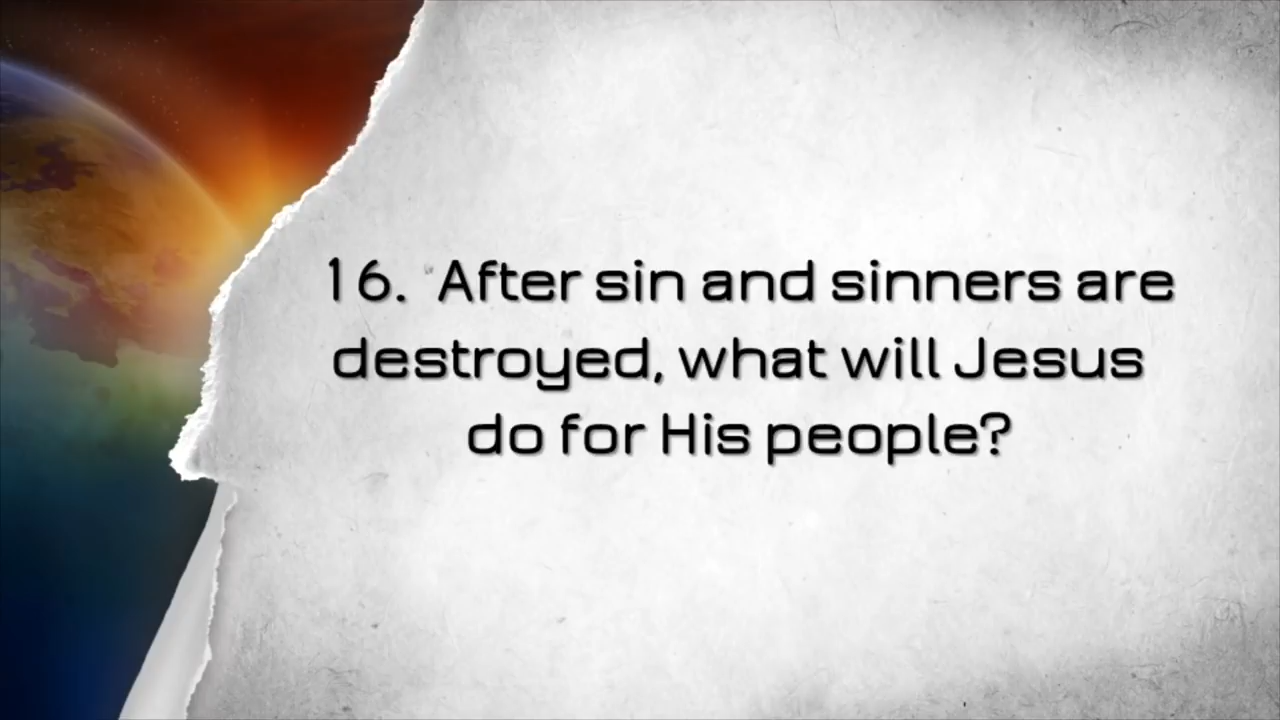 16. After sin and sinners are
destroyed, what will Jesus
do for His people?